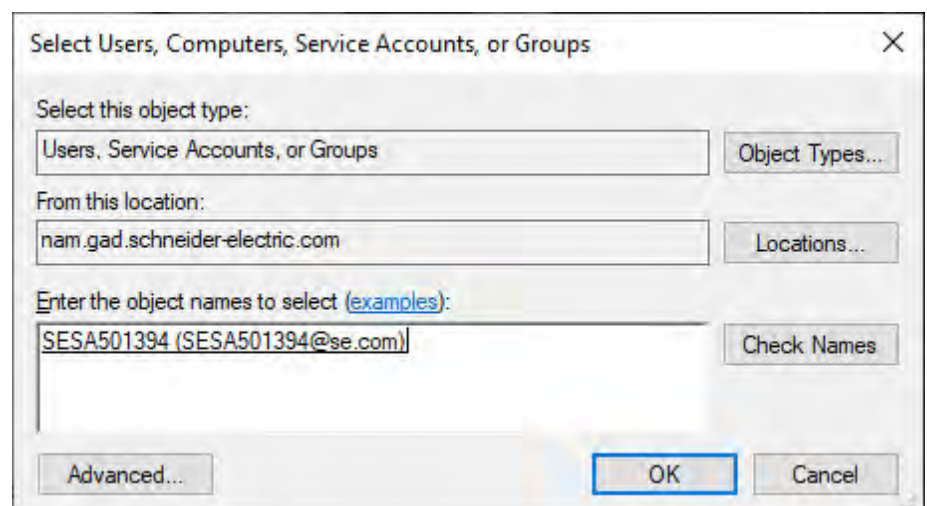 Select Users, Computers, Service Accounts, or Groups
Select this object type:
Users, Service Accounts, or Groups
Object Types...
From this location:
nam.gad.schneider-electric.com
Locations...
Enter the object names to select (examples):
SESA501394 (SESA501394@se.com)
Check Names
Advanced...
OK
Cancel